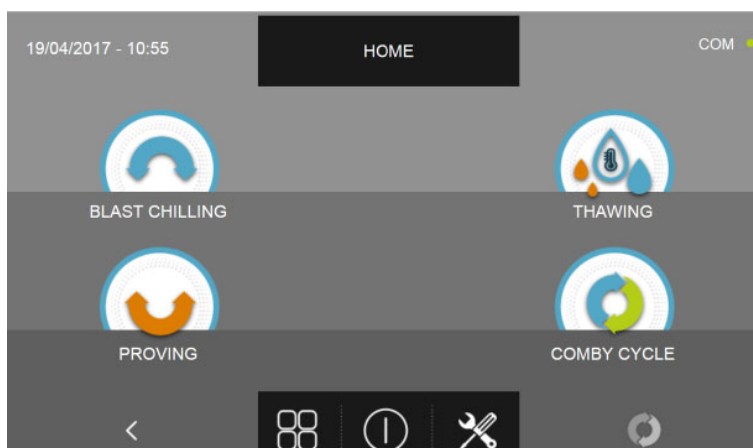 19/04/2017 - 10:55
HOME
COM
BLAST CHILLING
THAWING
PROVING
COMBY CYCLE